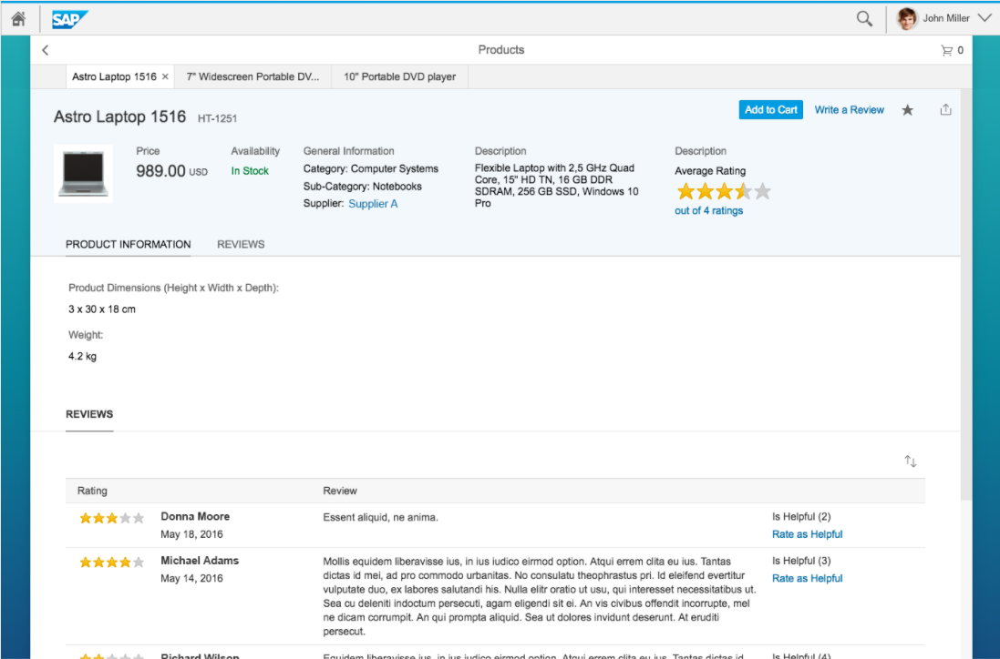 SAP
John Miller
Products
0
Astro Laptop 1516 ×
7" Widescreen Portable DV...
10" Portable DVD player
Astro Laptop 1516 HT-1251
Add to Cart
Write a Review
Price
989.00 USD
Availability
In Stock
General Information
Category: Computer Systems
Sub-Category: Notebooks
Supplier: Supplier A
Description
Flexible Laptop with 2,5 GHz Quad
Core, 15" HD TN, 16 GB DDR
SDRAM, 256 GB SSD, Windows 10
Pro
Description
Average Rating
out of 4 ratings
PRODUCT INFORMATION
REVIEWS
Product Dimensions (Height x Width x Depth):
3 x 30 x 18 cm
Weight:
4.2 kg
REVIEWS
Rating
Review
Donna Moore
May 18, 2016
Essent aliquid, ne anima.
Is Helpful (2)
Rate as Helpful
Michael Adams
May 14, 2016
Mollis equidem liberavisse ius, in ius iudico eirmod option. Atqui errem clita eu ius. Tantas
dictas id mei, ad pro commodo urbanitas. No consulatu theophrastus pri. Id eleifend evertitur
vulputate duo, ex labores salutandi his. Nulla elitr oratio ut usu, qui interesset necessitatibus ut.
Sea cu deleniti indoctum persecuti, agam eligendi sit ei. An vis civibus offendit incorrupte, mel
ne dicam corrumpit. An qui prompta aliquid. Sea ut dolores invidunt deserunt. At eruditi
persecut.
Is Helpful (3)
Rate as Helpful
Richard Wilson
Equidem liberavisse ius, in ius iudico eirmod option. Atqui errem clita eu ius. Tantas dictas id
Is Helpful (4)